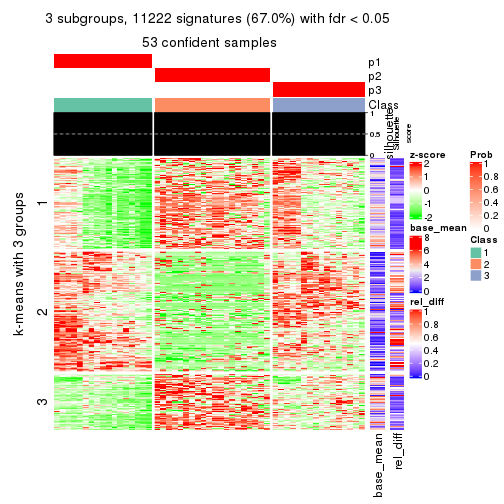 3 subgroups, 11222 signatures (67.0%) with fdr < 0.05
53 confident samples
p1
p2
p3
Class
1
0.5
0
silhouette
Silhouette
score
k-means with 3 groups
1
2
3
base_mean
rel_diff
z-score
2
1
0
-1
-2
base_mean
8
6
4
2
0
rel_diff
1
0.8
0.6
0.4
0.2
0
Prob
1
0.8
0.6
0.4
0.2
0
Class
1
2
3